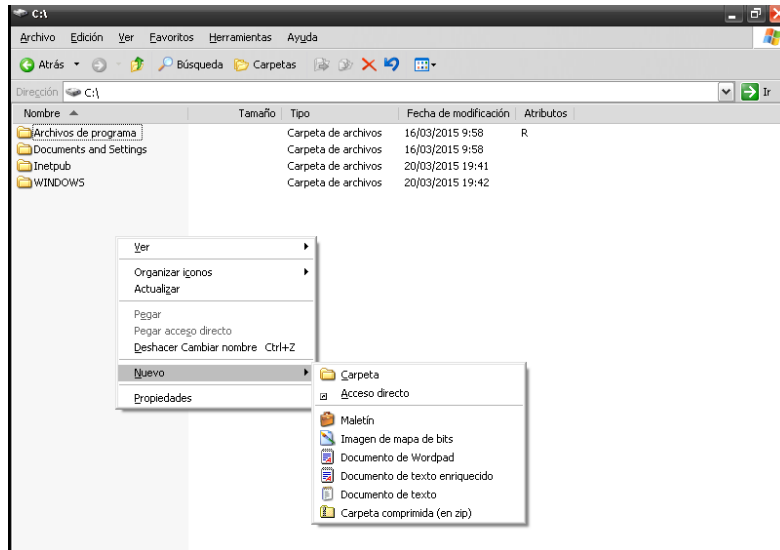 C:\
Archivo Edición Ver Favoritos Herramientas Ayuda
Atrás Búsqueda Carpetas
Dirección C:\ Ir
Nombre Tamaño Tipo Fecha de modificación Atributos
Archivos de programa Carpeta de archivos 16/03/2015 9:58 R
Documents and Settings Carpeta de archivos 16/03/2015 9:58
Inetpub Carpeta de archivos 20/03/2015 19:41
WINDOWS Carpeta de archivos 20/03/2015 19:42
Ver
Organizar iconos
Actualizar
Pegar
Pegar acceso directo
Deshacer Cambiar nombre Ctrl+Z
Nuevo
Propiedades
Carpeta
Acceso directo
Maletín
Imagen de mapa de bits
Documento de Wordpad
Documento de texto enriquecido
Documento de texto
Carpeta comprimida (en zip)